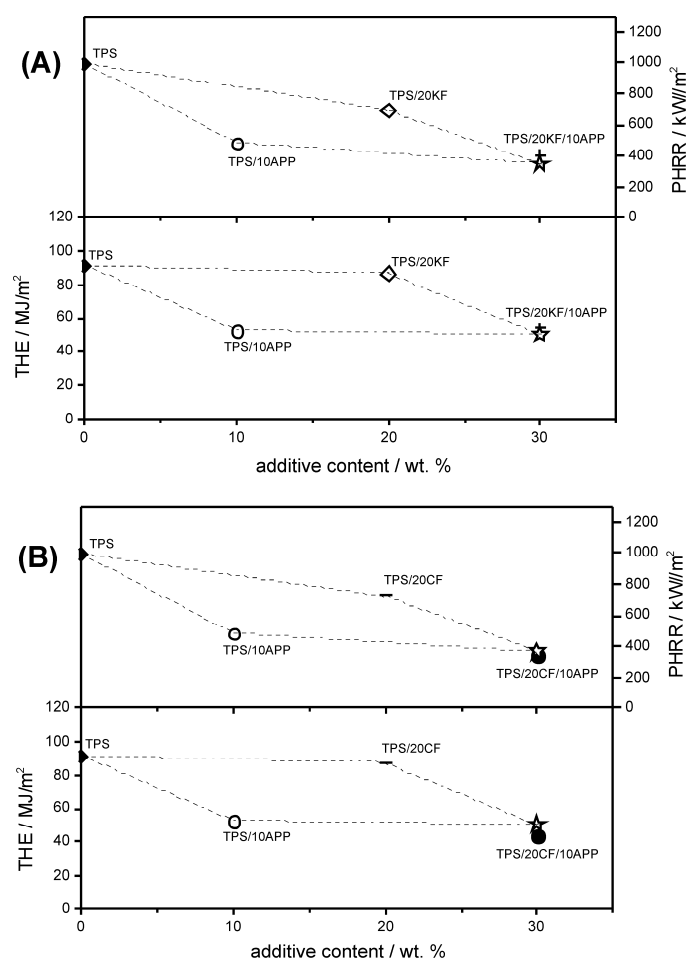 (A)
TPS
TPS/20KF
TPS/10APP
TPS/20KF/10APP
1200
1000
800
600
400
200
0
PHRR / kW//m²
120
100
80
60
40
20
0
THE / MJ/m²
TPS
TPS/20KF
TPS/10APP
TPS/20KF/10APP
0 10 20 30
additive content / wt. %
(B)
TPS
TPS/20CF
TPS/10APP
TPS/20CF/10APP
1200
1000
800
600
400
200
0
PHRR / kW//m²
120
100
80
60
40
20
0
THE / MJ/m²
TPS
TPS/20CF
TPS/10APP
TPS/20CF/10APP
0 10 20 30
additive content / wt. %